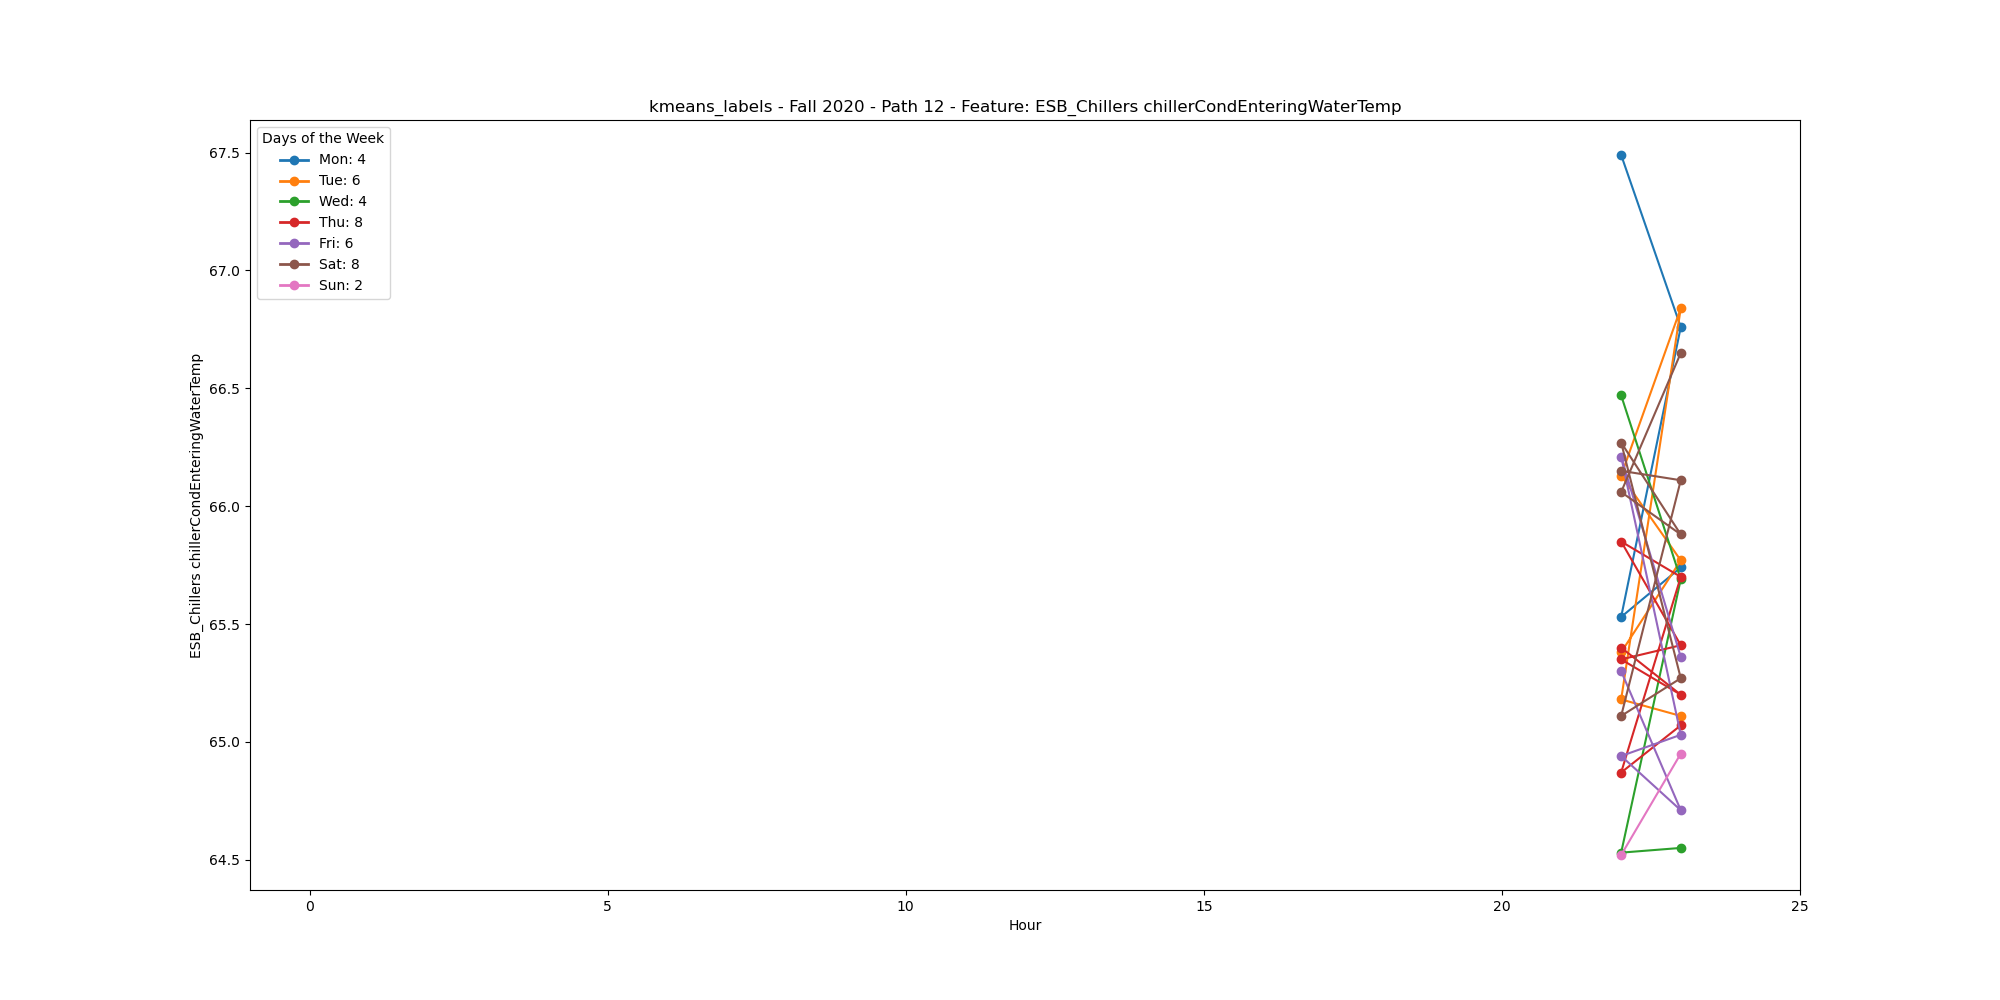 kmeans_labels - Fall 2020 - Path 12 - Feature: ESB_Chillers chillerCondEnteringWaterTemp
Days of the Week
Mon: 4
Tue: 6
Wed: 4
Thu: 8
Fri: 6
Sat: 8
Sun: 2
67.5
67.0
66.5
66.0
65.5
65.0
64.5
ESB_Chillers chillerCondEnteringWaterTemp
0 5 10 15 20 25
Hour